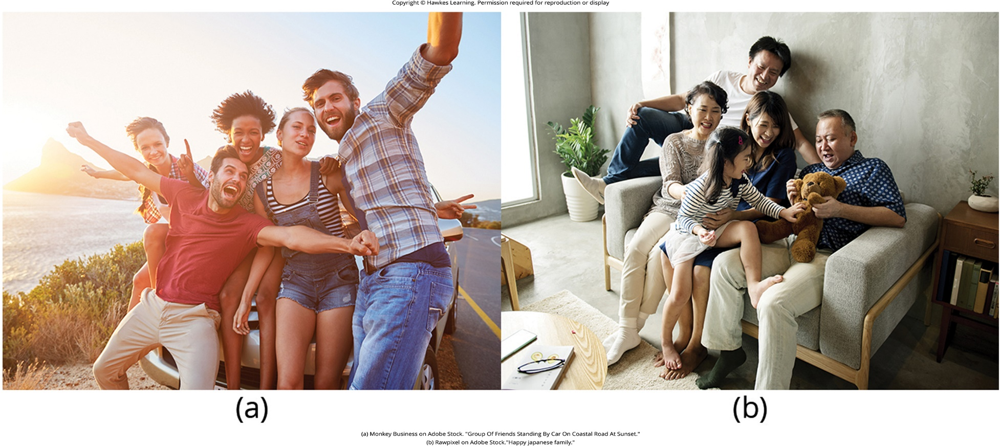 Copyright © Hawkes Learning. Permission required for reproduction or display
(a)
(b)
(a) Monkey Business on Adobe Stock. "Group Of Friends Standing By Car On Coastal Road At Sunset."
(b) Rawpixel on Adobe Stock."Happy japanese family."